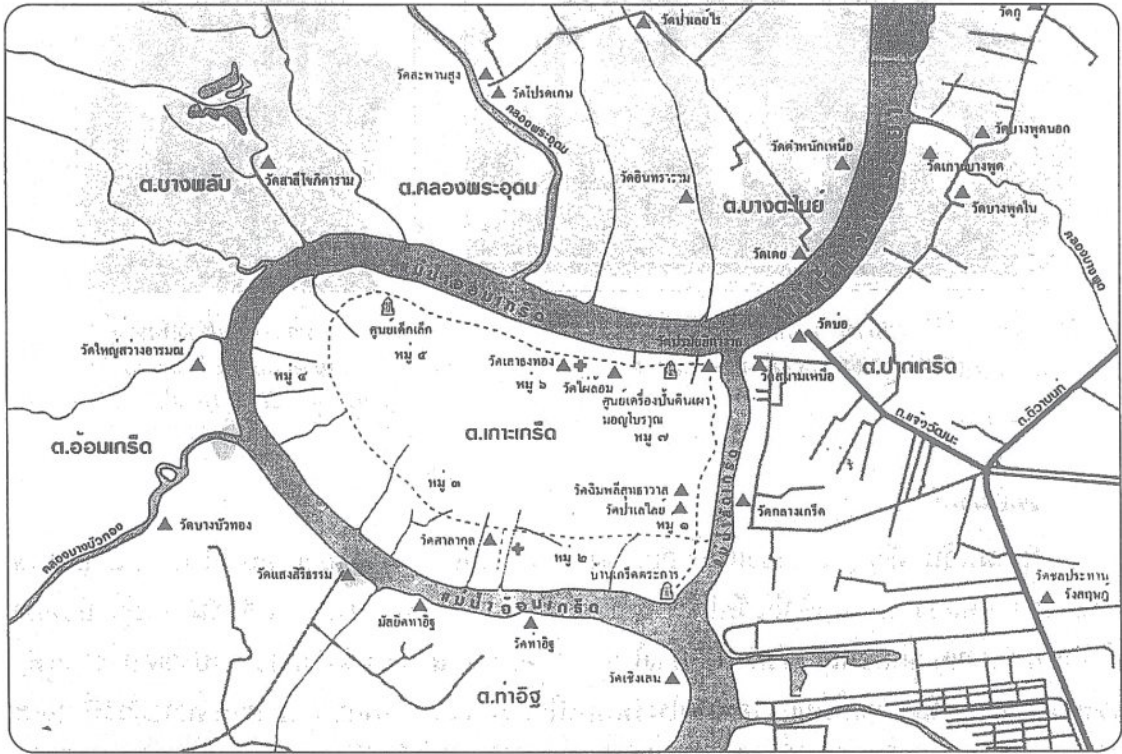 วัดกู่
วัดป่าเลไร
วัดสะพานสูง
วัดโปรดเกษ
คลองพระอุดม
วัดบางพูดนอก
วัดตำหนักเหนือ
วัดเกาะบางพูด
ต.บางพลับ
วัดสาลีโขภิตาราม
ต.คลองพระอุดม
วัดอินทราราม
ต.บางตะไนย์
วัดบางพูดใน
คลองบางพูด
วัดเตย
แม่น้ำอ้อมเกร็ด
ศูนย์เด็กเล็ก
หมู่ ๕
วัดบ่อ
วัดใหญ่สว่างอารมณ์
หมู่ ๔
วัดเสาธงทอง
หมู่ ๖
วัดไผ่ล้อม
วัดสนามเหนือ
ต.ปากเกร็ด
ศูนย์เครื่องปั้นดินเผา
มอญโบราณ
หมู่ ๗
ถ.แจ้งวัฒนะ
ถ.ติวานนท์
ต.อ้อมเกร็ด
ต.เกาะเกร็ด
หมู่ ๓
วัดฉิมพลีสุทธาวาส
วัดป่าเลไลย์
หมู่ ๑
วัดกลางเกร็ด
คลองบางบัวทอง
วัดบางบัวทอง
วัดศาลากุล
หมู่ ๒
บ้านเกร็ดตระการ
วัดแสงสิริธรรม
แม่น้ำอ้อมเกร็ด
วัดชลประทาน
รังสฤษฎ์
มัสยิดท่าอิฐ
วัดท่าอิฐ
วัดเชิงเลน
ต.ท่าอิฐ